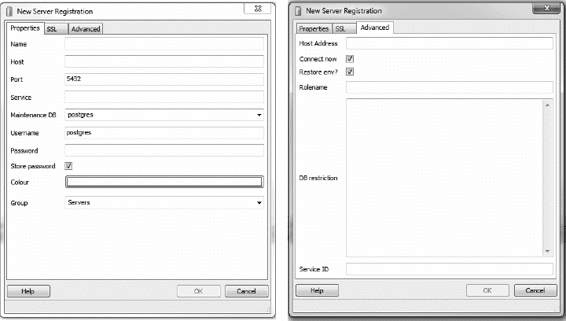 New Server Registration
Properties SSL Advanced
Name
Host
Port 5432
Service
Maintenance DB postgres
Username postgres
Password
Store password
Colour
Group Servers
Help OK Cancel
New Server Registration
Properties SSL Advanced
Host Address
Connect now
Restore env?
Rolename
DB restriction
Service ID
Help OK Cancel